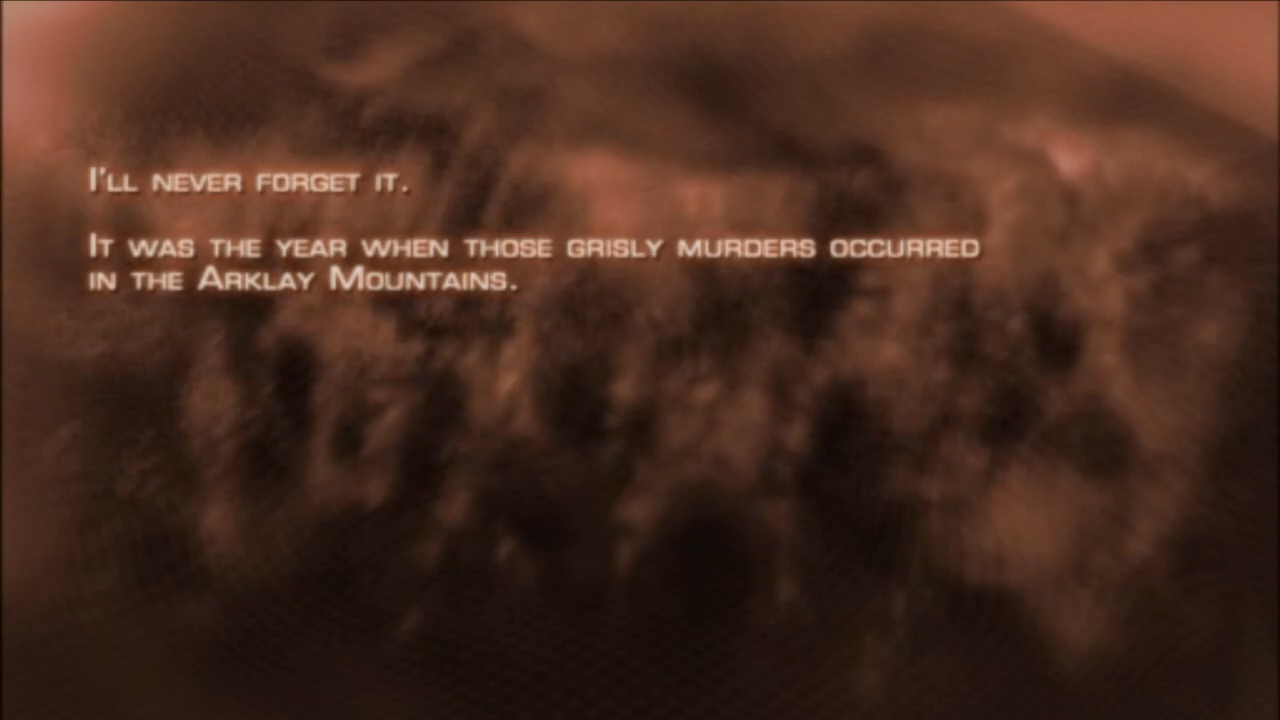 I'll never forget it.
It was the year when those grisly murders occurred
in the Arklay Mountains.